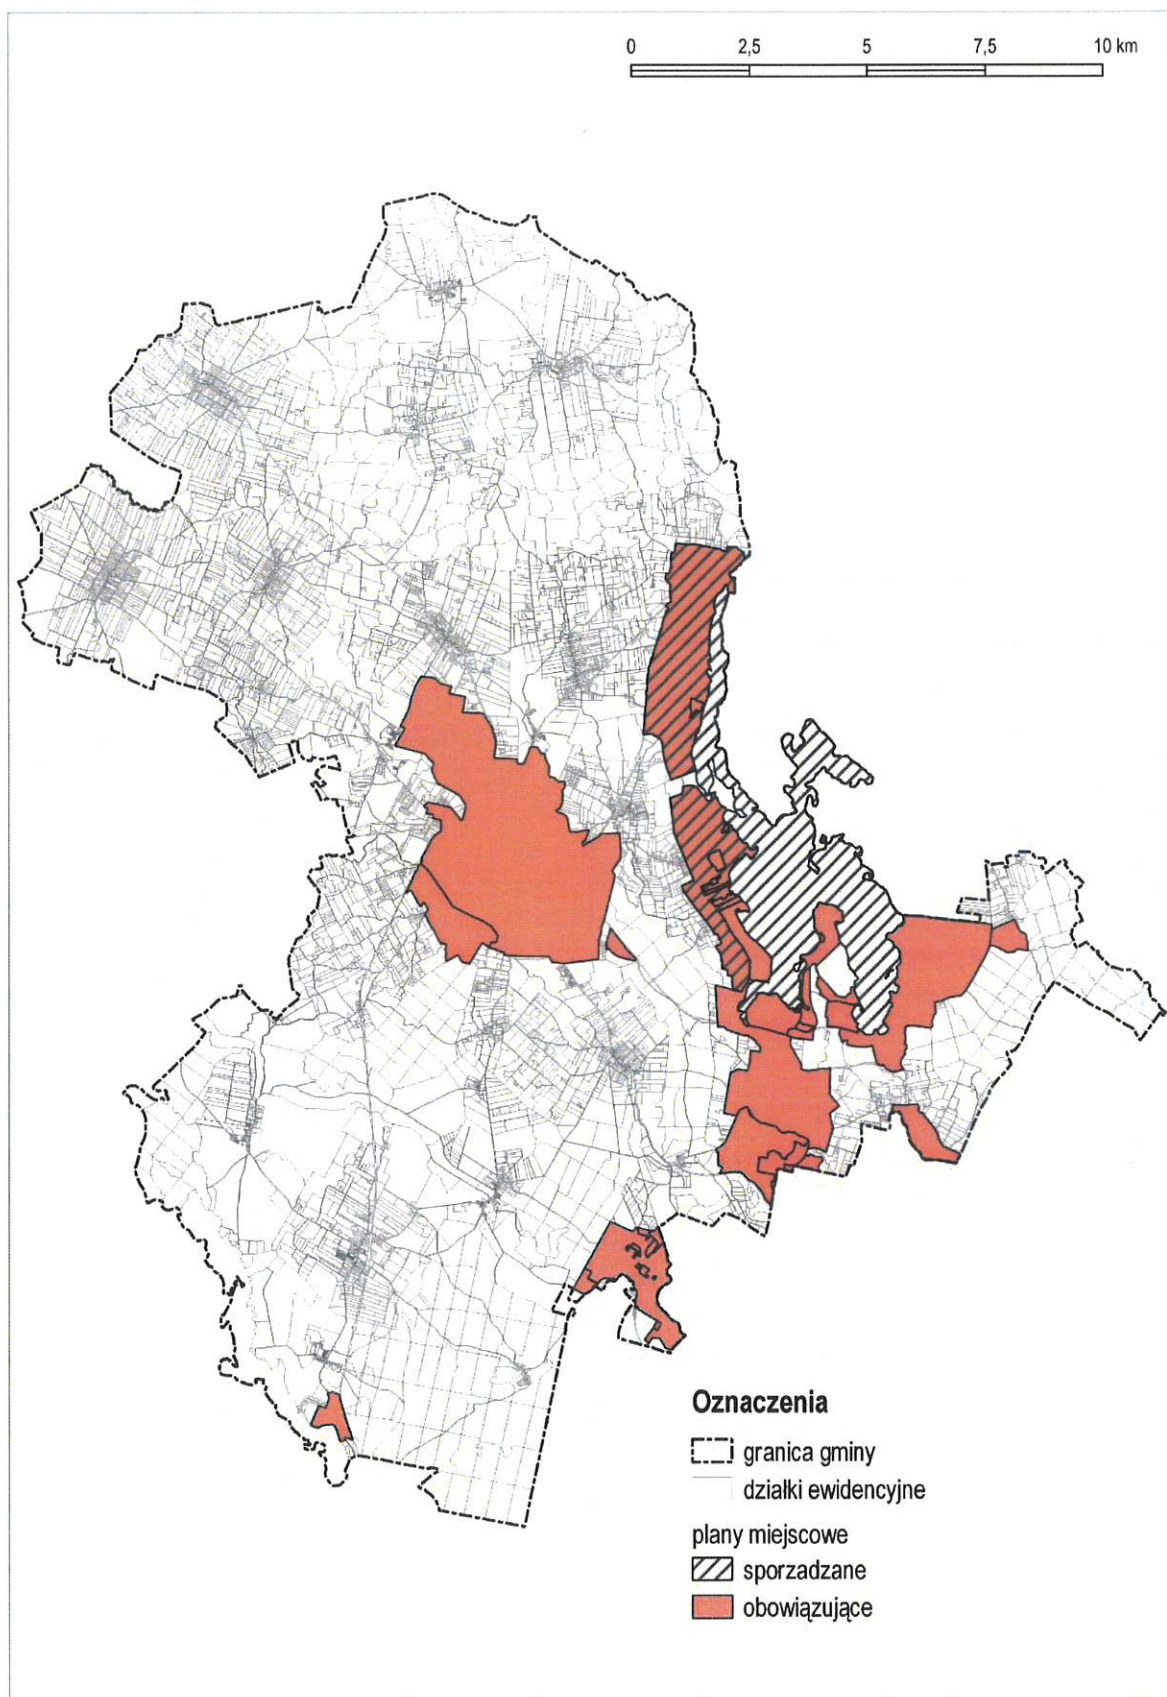 0 2,5 5 7,5 10 km
Oznaczenia
granica gminy
działki ewidencyjne
plany miejscowe
sporzadzane
obowiązujące